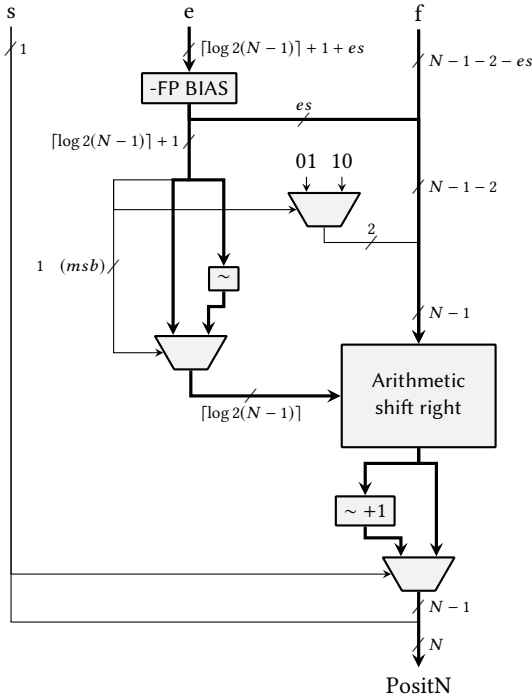 s e f
1
⌈log 2(N−1)⌉+1+es
N−1−2−es
-FP BIAS
es
⌈log 2(N−1)⌉+1
01 10
N−1−2
2
1 (msb)
~
N−1
Arithmetic
shift right
⌈log 2(N−1)⌉
~ +1
N−1
N
PositN